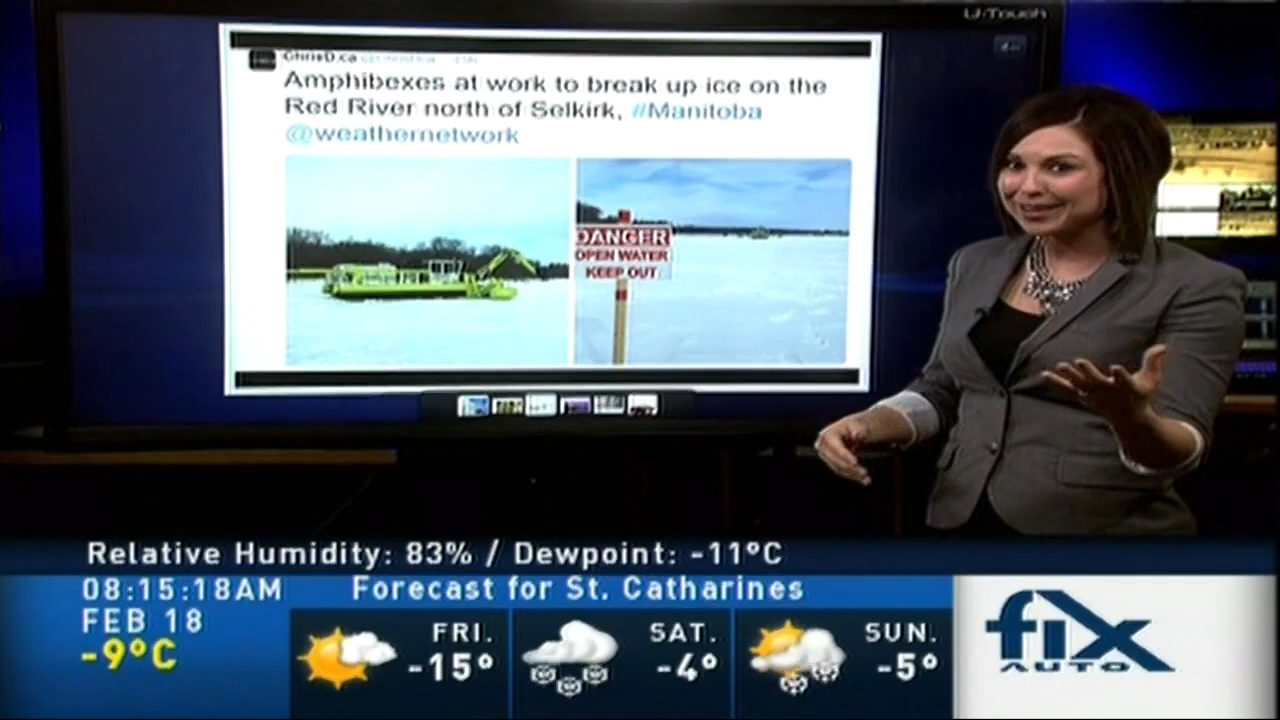 U-Touch
ChrisD.ca
Amphibexes at work to break up ice on the
Red River north of Selkirk, #Manitoba
@weathernetwork
DANGER
OPEN WATER
KEEP OUT
Relative Humidity: 83% / Dewpoint: -11°C
08:15:18AM
Forecast for St. Catharines
FEB 18
-9°C
FRI.
-15°
SAT.
-4°
SUN.
-5°
fix
AUTO